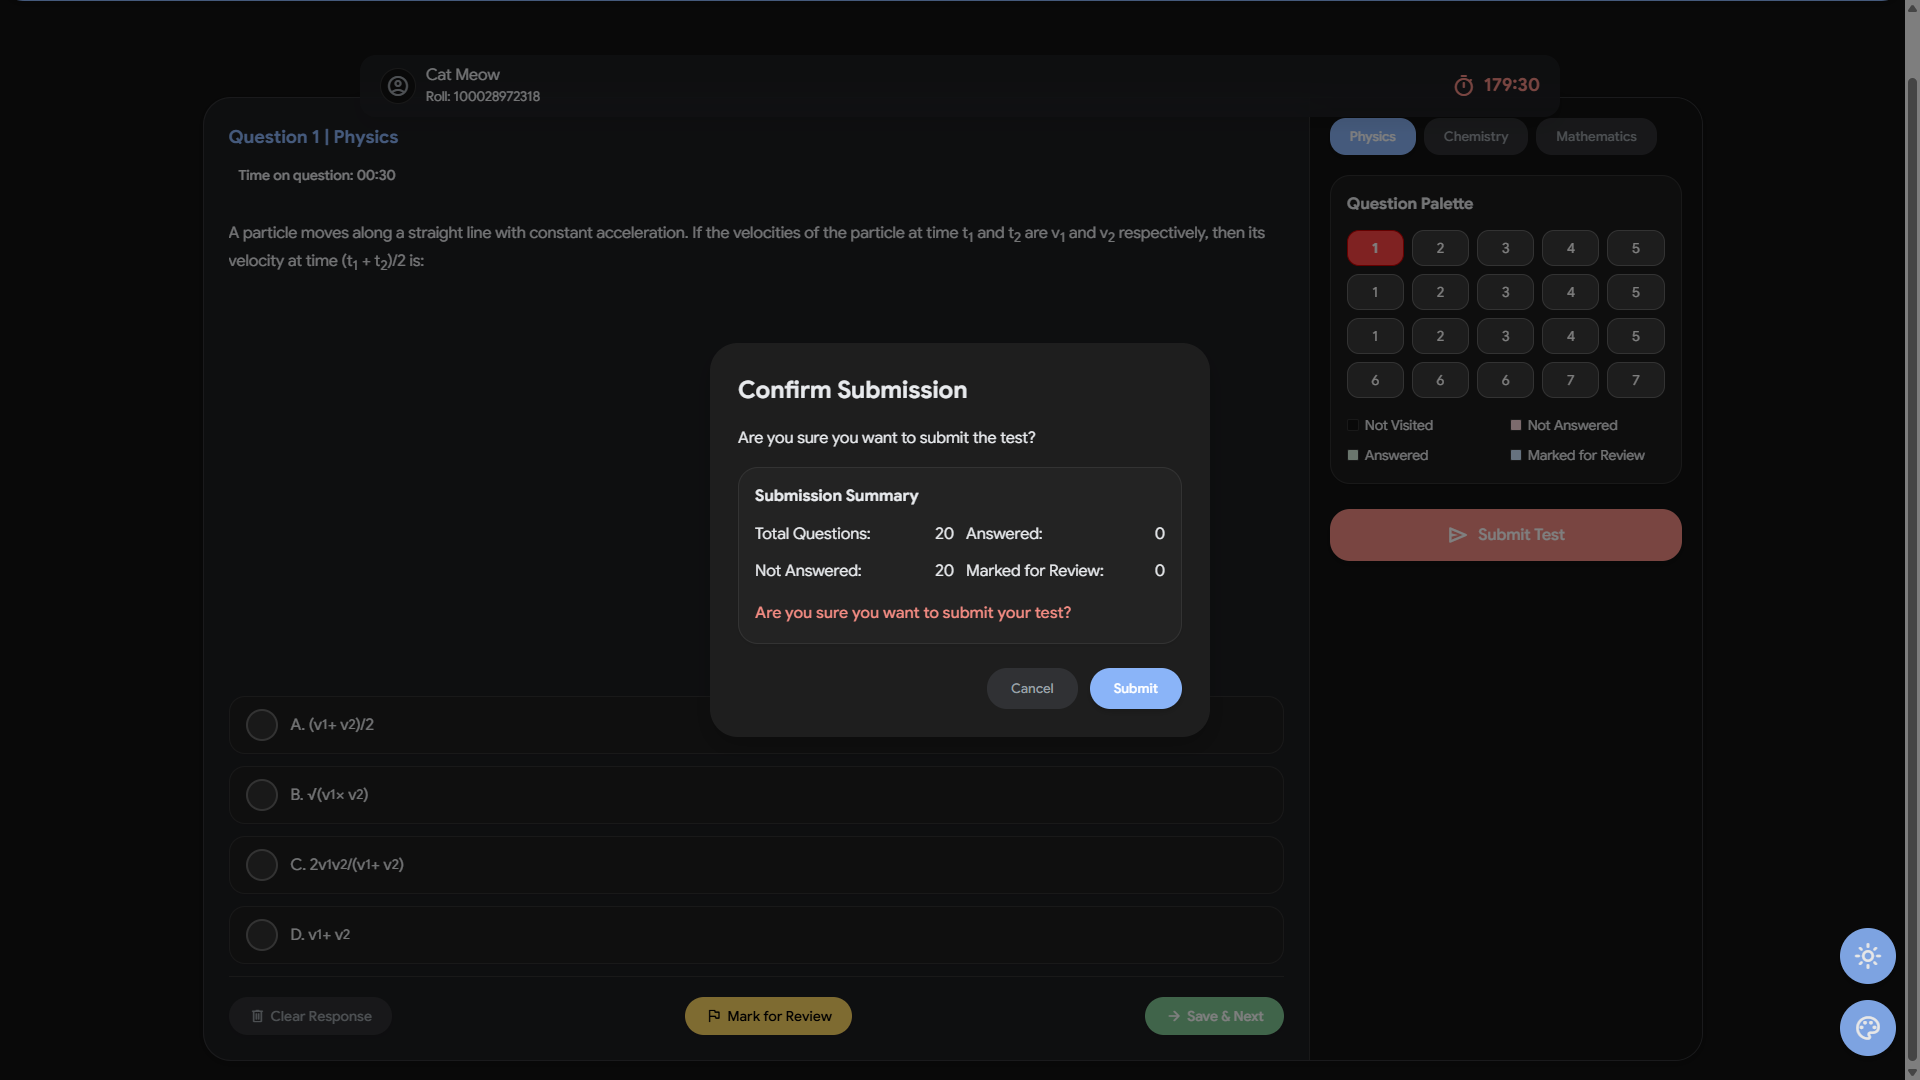 Cat Meow
Roll: 100028972318
179:30
Question 1 | Physics
Time on question: 00:30
A particle moves along a straight line with constant acceleration. If the velocities of the particle at time t₁ and t₂ are v₁ and v₂ respectively, then its
velocity at time (t₁ + t₂)/2 is:
A. (v1+ v2)/2
B. √(v1× v2)
C. 2v1v2/(v1+ v2)
D. v1+ v2
Clear Response
Mark for Review
Save & Next
Physics Chemistry Mathematics
Question Palette
1 2 3 4 5
1 2 3 4 5
1 2 3 4 5
6 6 6 7 7
Not Visited Not Answered
Answered Marked for Review
Submit Test
Confirm Submission
Are you sure you want to submit the test?
Submission Summary
Total Questions: 20 Answered: 0
Not Answered: 20 Marked for Review: 0
Are you sure you want to submit your test?
Cancel Submit